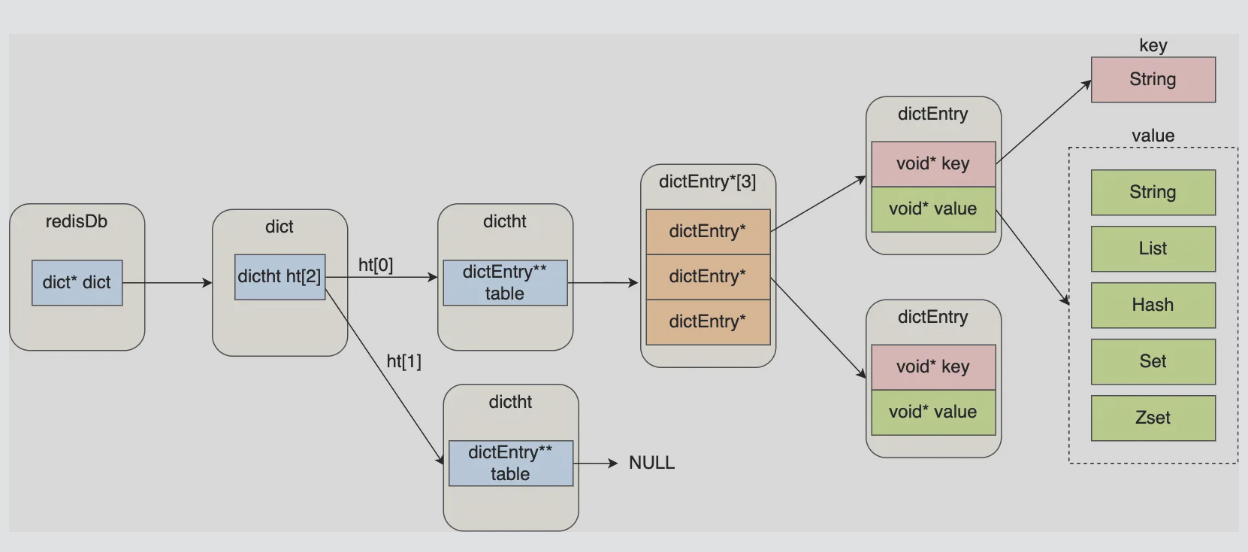 redisDb
dict* dict
dict
dictht ht[2]
ht[0]
ht[1]
dictht
dictEntry**
table
dictht
dictEntry**
table
NULL
dictEntry*[3]
dictEntry*
dictEntry*
dictEntry*
dictEntry
void* key
void* value
dictEntry
void* key
void* value
key
String
value
String
List
Hash
Set
Zset